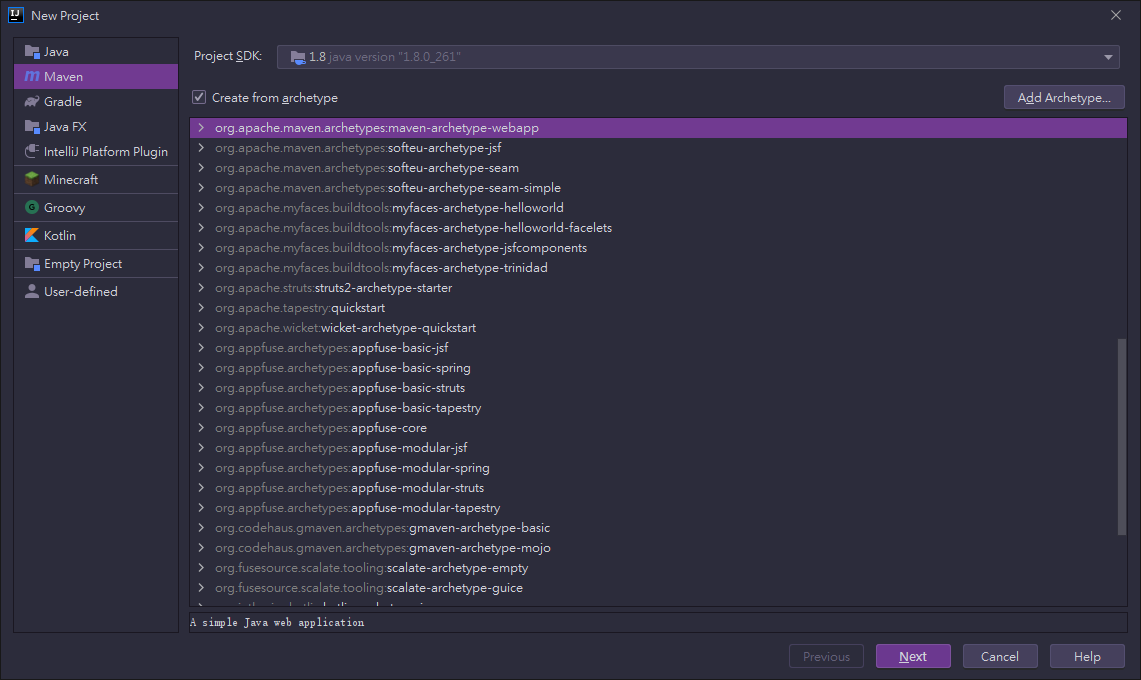 New Project
Java
Maven
Gradle
Java FX
IntelliJ Platform Plugin
Minecraft
Groovy
Kotlin
Empty Project
User-defined
Project SDK: 1.8 java version "1.8.0_261"
Create from archetype
Add Archetype...
org.apache.maven.archetypes:maven-archetype-webapp
org.apache.maven.archetypes:softeu-archetype-jsf
org.apache.maven.archetypes:softeu-archetype-seam
org.apache.maven.archetypes:softeu-archetype-seam-simple
org.apache.myfaces.buildtools:myfaces-archetype-helloworld
org.apache.myfaces.buildtools:myfaces-archetype-helloworld-facelets
org.apache.myfaces.buildtools:myfaces-archetype-jsfcomponents
org.apache.myfaces.buildtools:myfaces-archetype-trinidad
org.apache.struts:struts2-archetype-starter
org.apache.tapestry:quickstart
org.apache.wicket:wicket-archetype-quickstart
org.appfuse.archetypes:appfuse-basic-jsf
org.appfuse.archetypes:appfuse-basic-spring
org.appfuse.archetypes:appfuse-basic-struts
org.appfuse.archetypes:appfuse-basic-tapestry
org.appfuse.archetypes:appfuse-core
org.appfuse.archetypes:appfuse-modular-jsf
org.appfuse.archetypes:appfuse-modular-spring
org.appfuse.archetypes:appfuse-modular-struts
org.appfuse.archetypes:appfuse-modular-tapestry
org.codehaus.gmaven.archetypes:gmaven-archetype-basic
org.codehaus.gmaven.archetypes:gmaven-archetype-mojo
org.fusesource.scalate.tooling:scalate-archetype-empty
org.fusesource.scalate.tooling:scalate-archetype-guice
A simple Java web application
Previous
Next
Cancel
Help